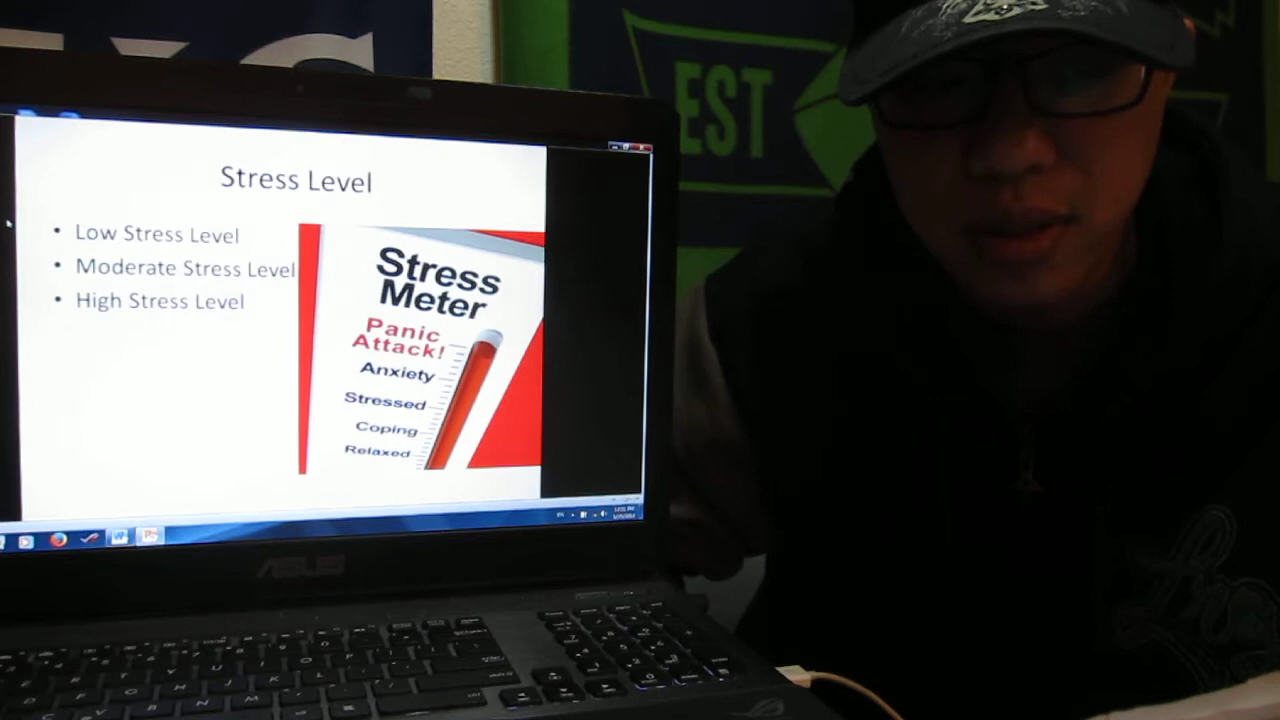 EST
Stress Level
• Low Stress Level
• Moderate Stress Level
• High Stress Level
Stress
Meter
Panic
Attack!
Anxiety
Stressed
Coping
Relaxed
ASUS